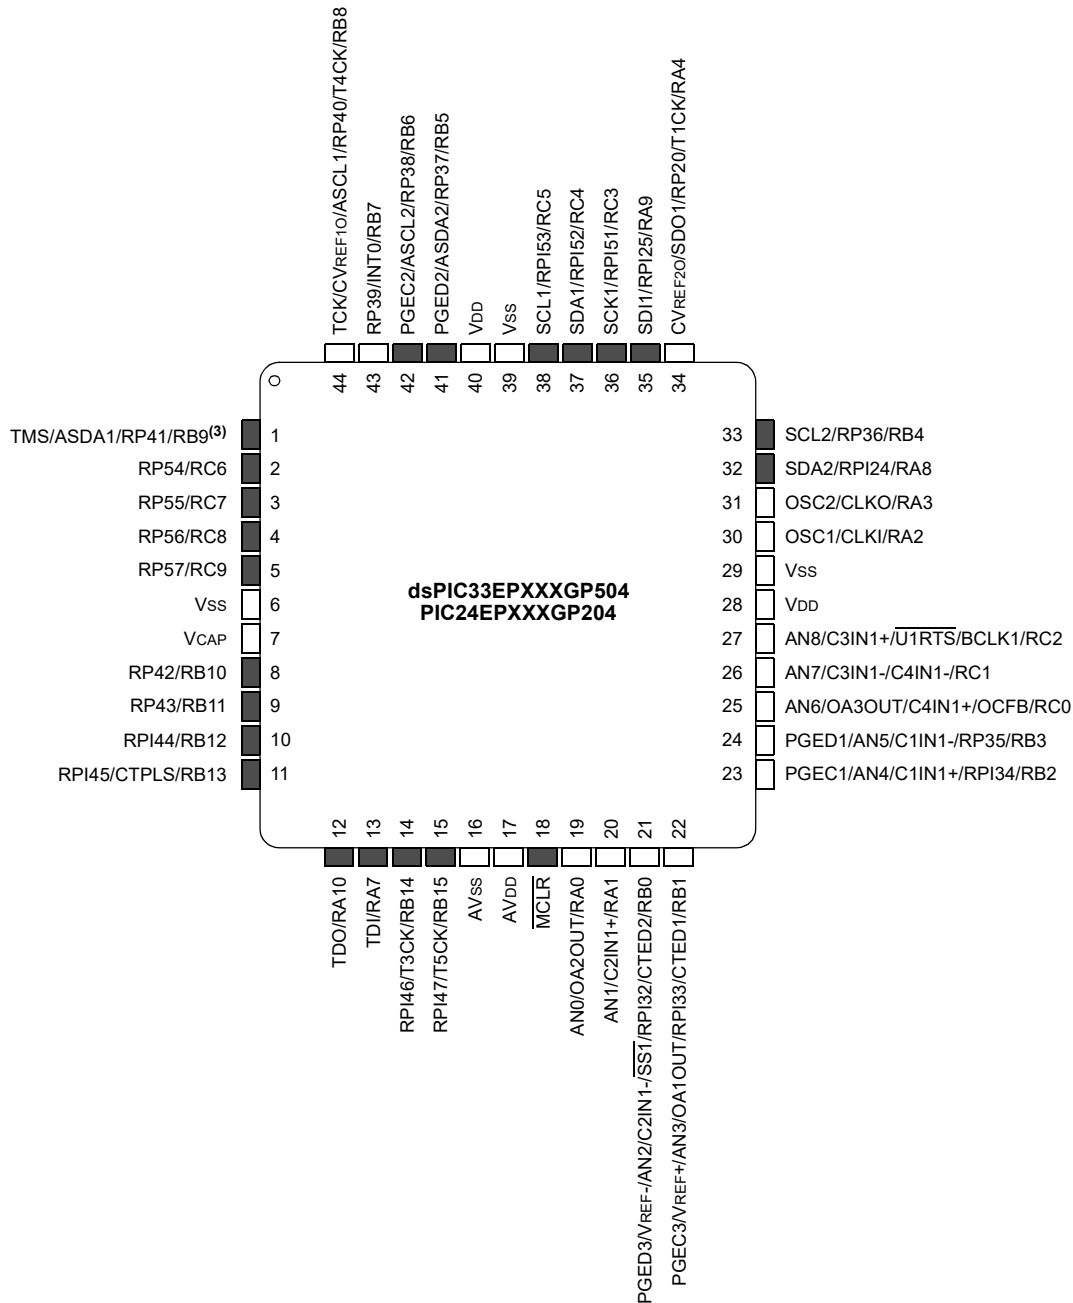 TCK/CVREF1O/ASCL1/RP40/T4CK/RB8
RP39/INT0/RB7
PGEC2/ASCL2/RP38/RB6
PGED2/ASDA2/RP37/RB5
VDD
VSS
SCL1/RPI53/RC5
SDA1/RPI52/RC4
SCK1/RPI51/RC3
SDI1/RPI25/RA9
CVREF2O/SDO1/RP20/T1CK/RA4
44 43 42 41 40 39 38 37 36 35 34
TMS/ASDA1/RP41/RB9(3) 1
RP54/RC6 2
RP55/RC7 3
RP56/RC8 4
RP57/RC9 5
VSS 6
VCAP 7
RP42/RB10 8
RP43/RB11 9
RPI44/RB12 10
RPI45/CTPLS/RB13 11
dsPIC33EPXXXGP504
PIC24EPXXXGP204
33 SCL2/RP36/RB4
32 SDA2/RPI24/RA8
31 OSC2/CLKO/RA3
30 OSC1/CLKI/RA2
29 VSS
28 VDD
27 AN8/C3IN1+/U1RTS/BCLK1/RC2
26 AN7/C3IN1-/C4IN1-/RC1
25 AN6/OA3OUT/C4IN1+/OCFB/RC0
24 PGED1/AN5/C1IN1-/RP35/RB3
23 PGEC1/AN4/C1IN1+/RPI34/RB2
12 13 14 15 16 17 18 19 20 21 22
TDO/RA10
TDI/RA7
RPI46/T3CK/RB14
RPI47/T5CK/RB15
AVSS
AVDD
MCLR
AN0/OA2OUT/RA0
AN1/C2IN1+/RA1
PGED3/VREF-/AN2/C2IN1-/SS1/RPI32/CTED2/RB0
PGEC3/VREF+/AN3/OA1OUT/RPI33/CTED1/RB1